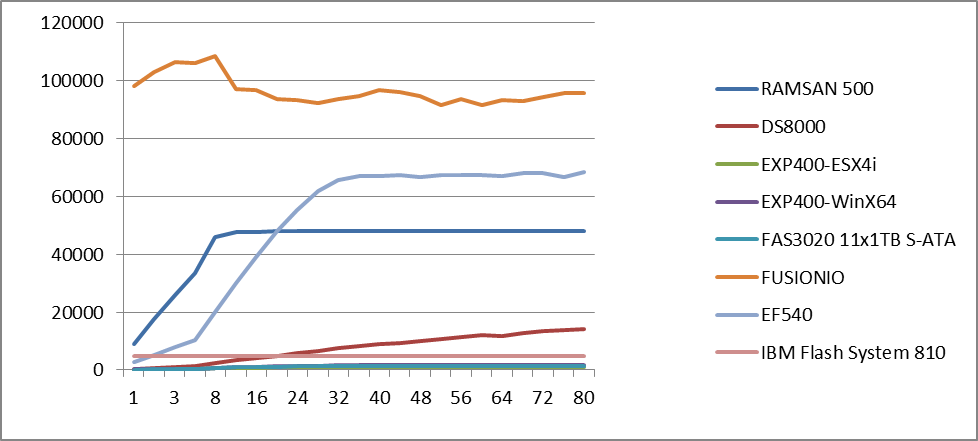 120000
100000
80000
60000
40000
20000
0
1 3 8 16 24 32 40 48 56 64 72 80
RAMSAN 500
DS8000
EXP400-ESX4i
EXP400-WinX64
FAS3020 11x1TB S-ATA
FUSIONIO
EF540
IBM Flash System 810